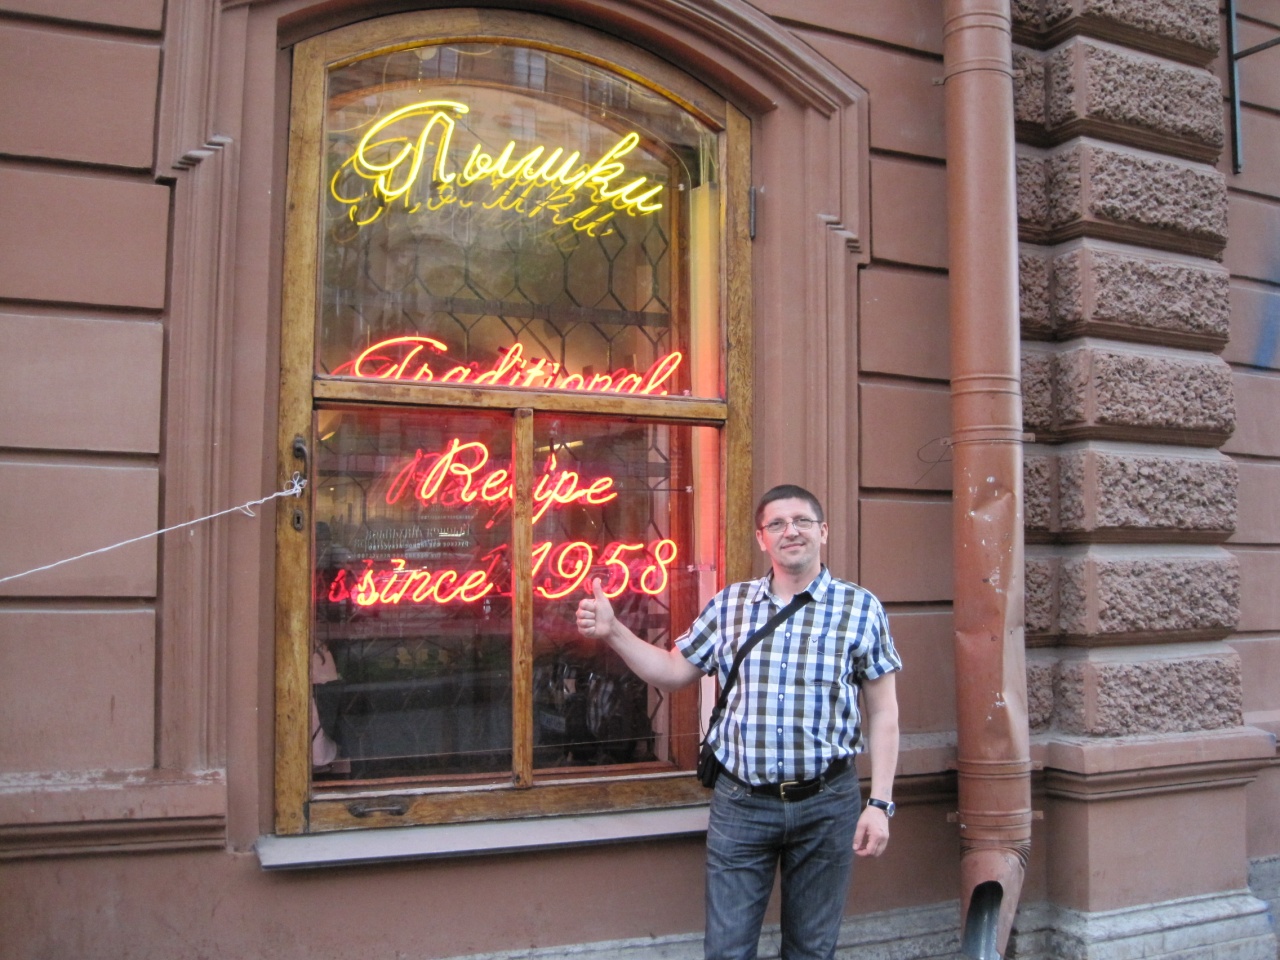 Пышки
Traditional
Recipe
since 1958